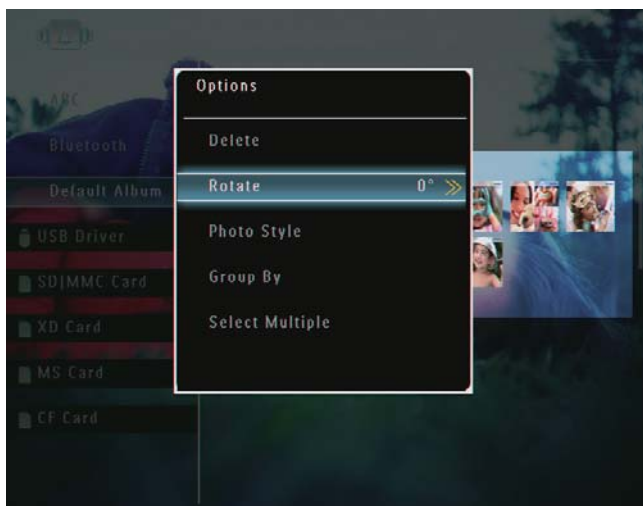 Options
Delete
Rotate 0° »
Photo Style
Group By
Select Multiple
ABC
Bluetooth
Default Album
USB Driver
SD|MMC Card
XD Card
MS Card
CF Card